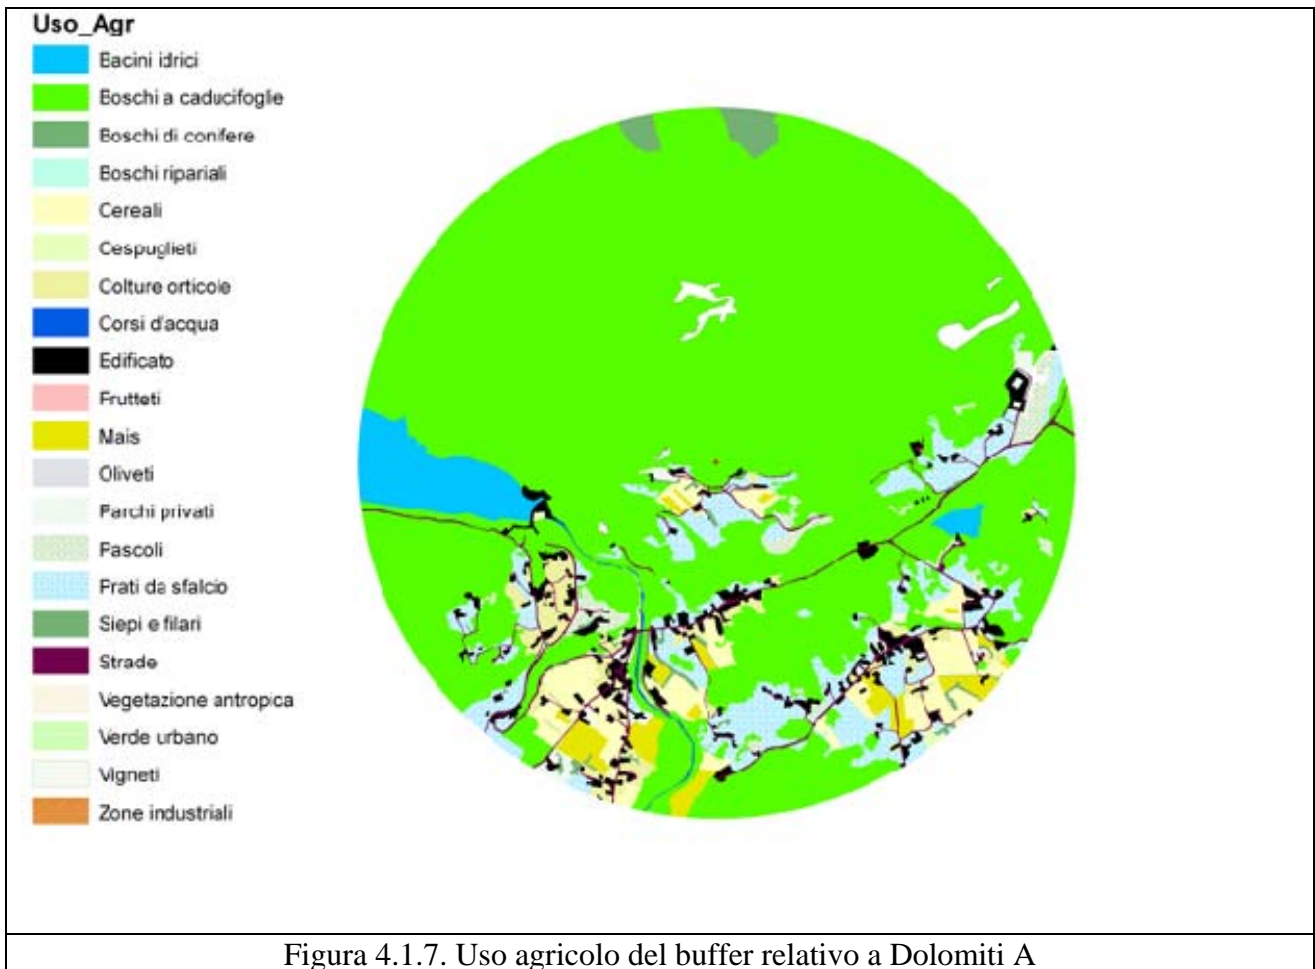 Uso_Agr
Bacini idrici
Boschi a caducifoglie
Boschi di conifere
Boschi ripariali
Cereali
Cespuglieti
Colture orticole
Corsi d'acqua
Edificato
Frutteti
Mais
Oliveti
Parchi privati
Pascoli
Prati da sfalcio
Siepi e filari
Strade
Vegetazione antropica
Verde urbano
Vigneti
Zone industriali
Figura 4.1.7. Uso agricolo del buffer relativo a Dolomiti A